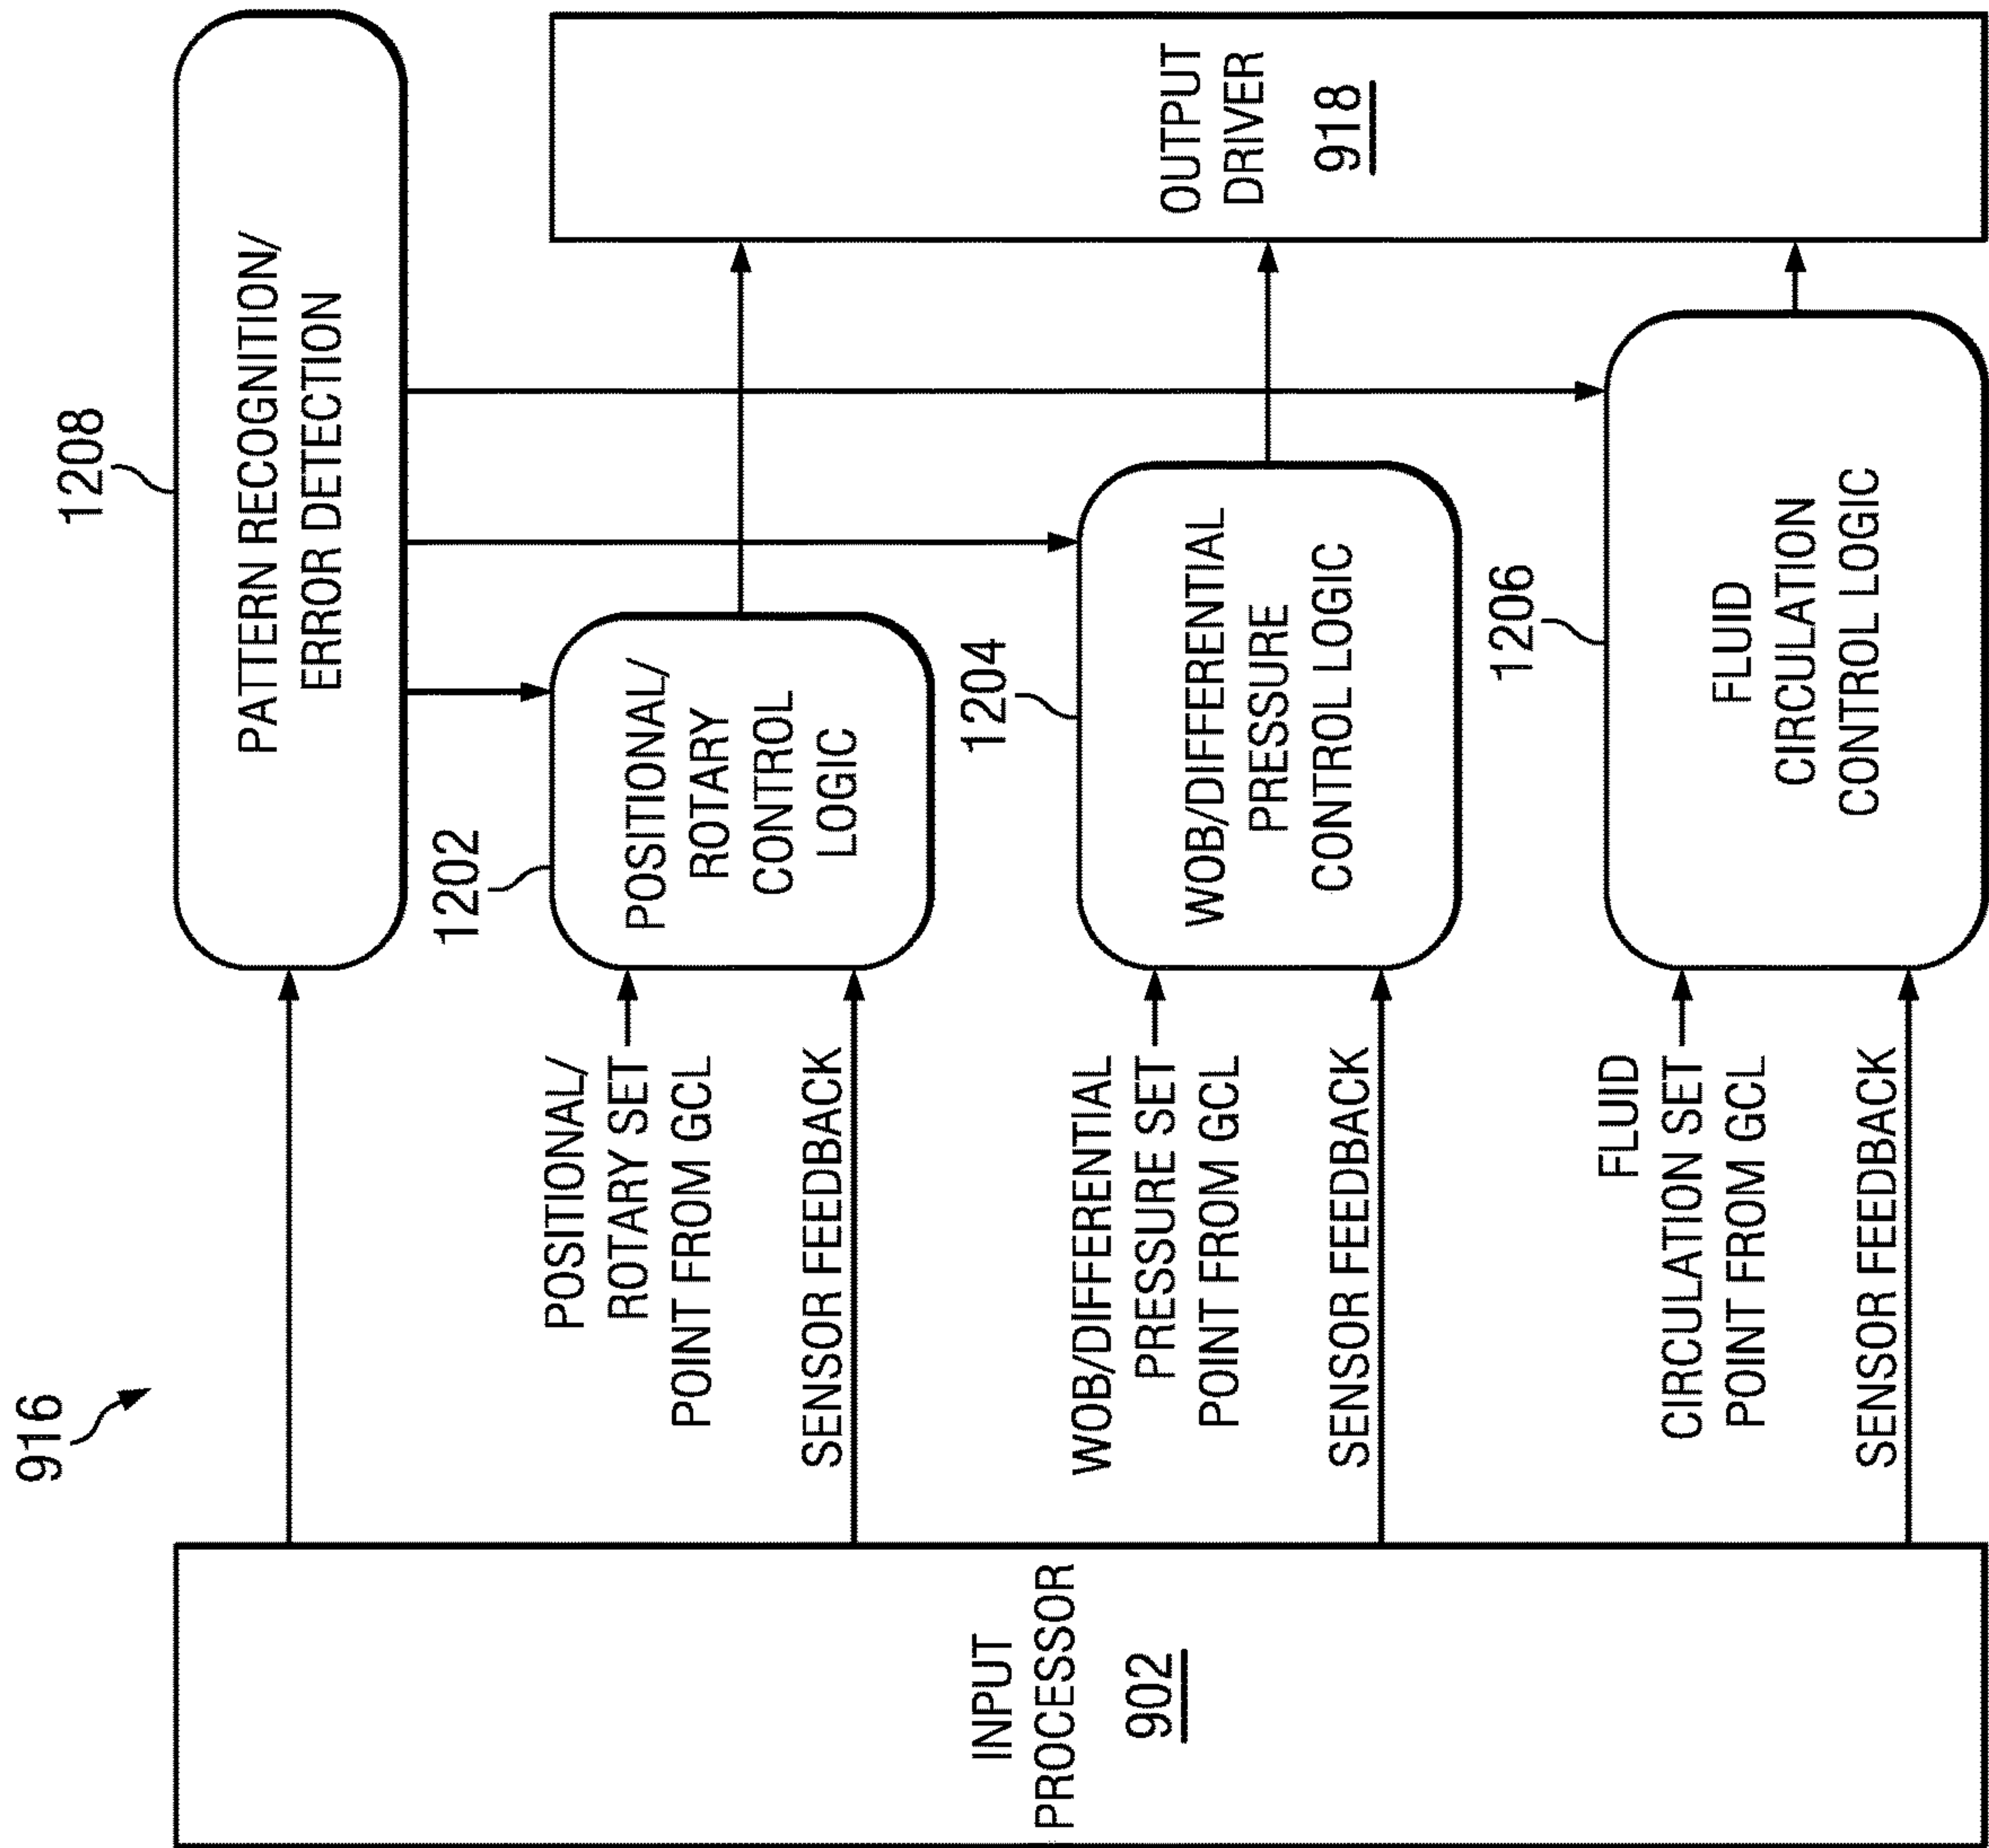 916
1208
PATTERN RECOGNITION/
ERROR DETECTION
INPUT
PROCESSOR
902
POSITIONAL/
ROTARY SET
POINT FROM GCL
SENSOR FEEDBACK
1202
POSITIONAL/
ROTARY
CONTROL
LOGIC
WOB/DIFFERENTIAL
PRESSURE SET
POINT FROM GCL
SENSOR FEEDBACK
1204
WOB/DIFFERENTIAL
PRESSURE
CONTROL LOGIC
FLUID
CIRCULATION SET
POINT FROM GCL
SENSOR FEEDBACK
1206
FLUID
CIRCULATION
CONTROL LOGIC
OUTPUT
DRIVER
918